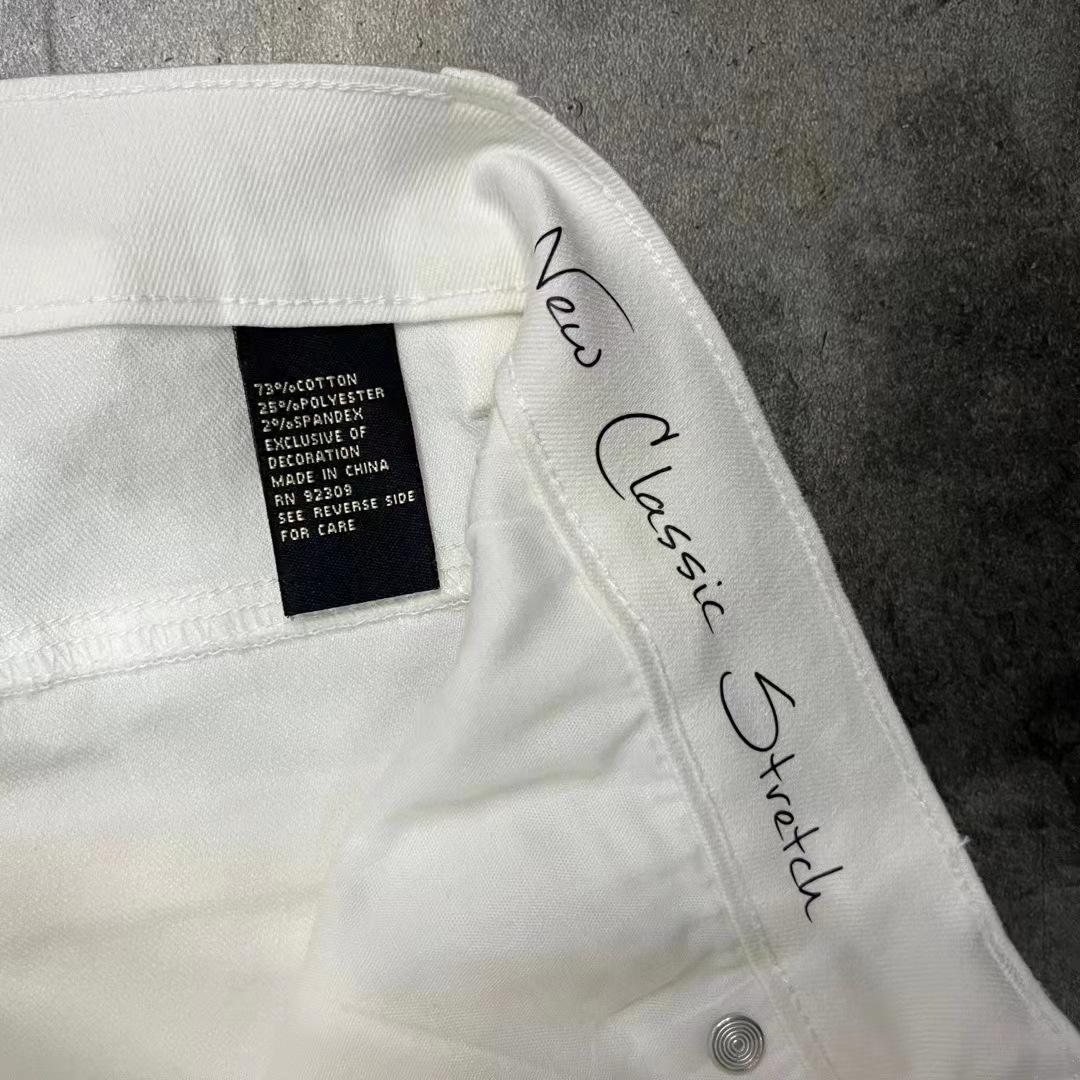 73%COTTON
25%POLYESTER
2%SPANDEX
EXCLUSIVE OF
DECORATION
MADE IN CHINA
RN 92309
SEE REVERSE SIDE
FOR CARE
New Classic Stretch